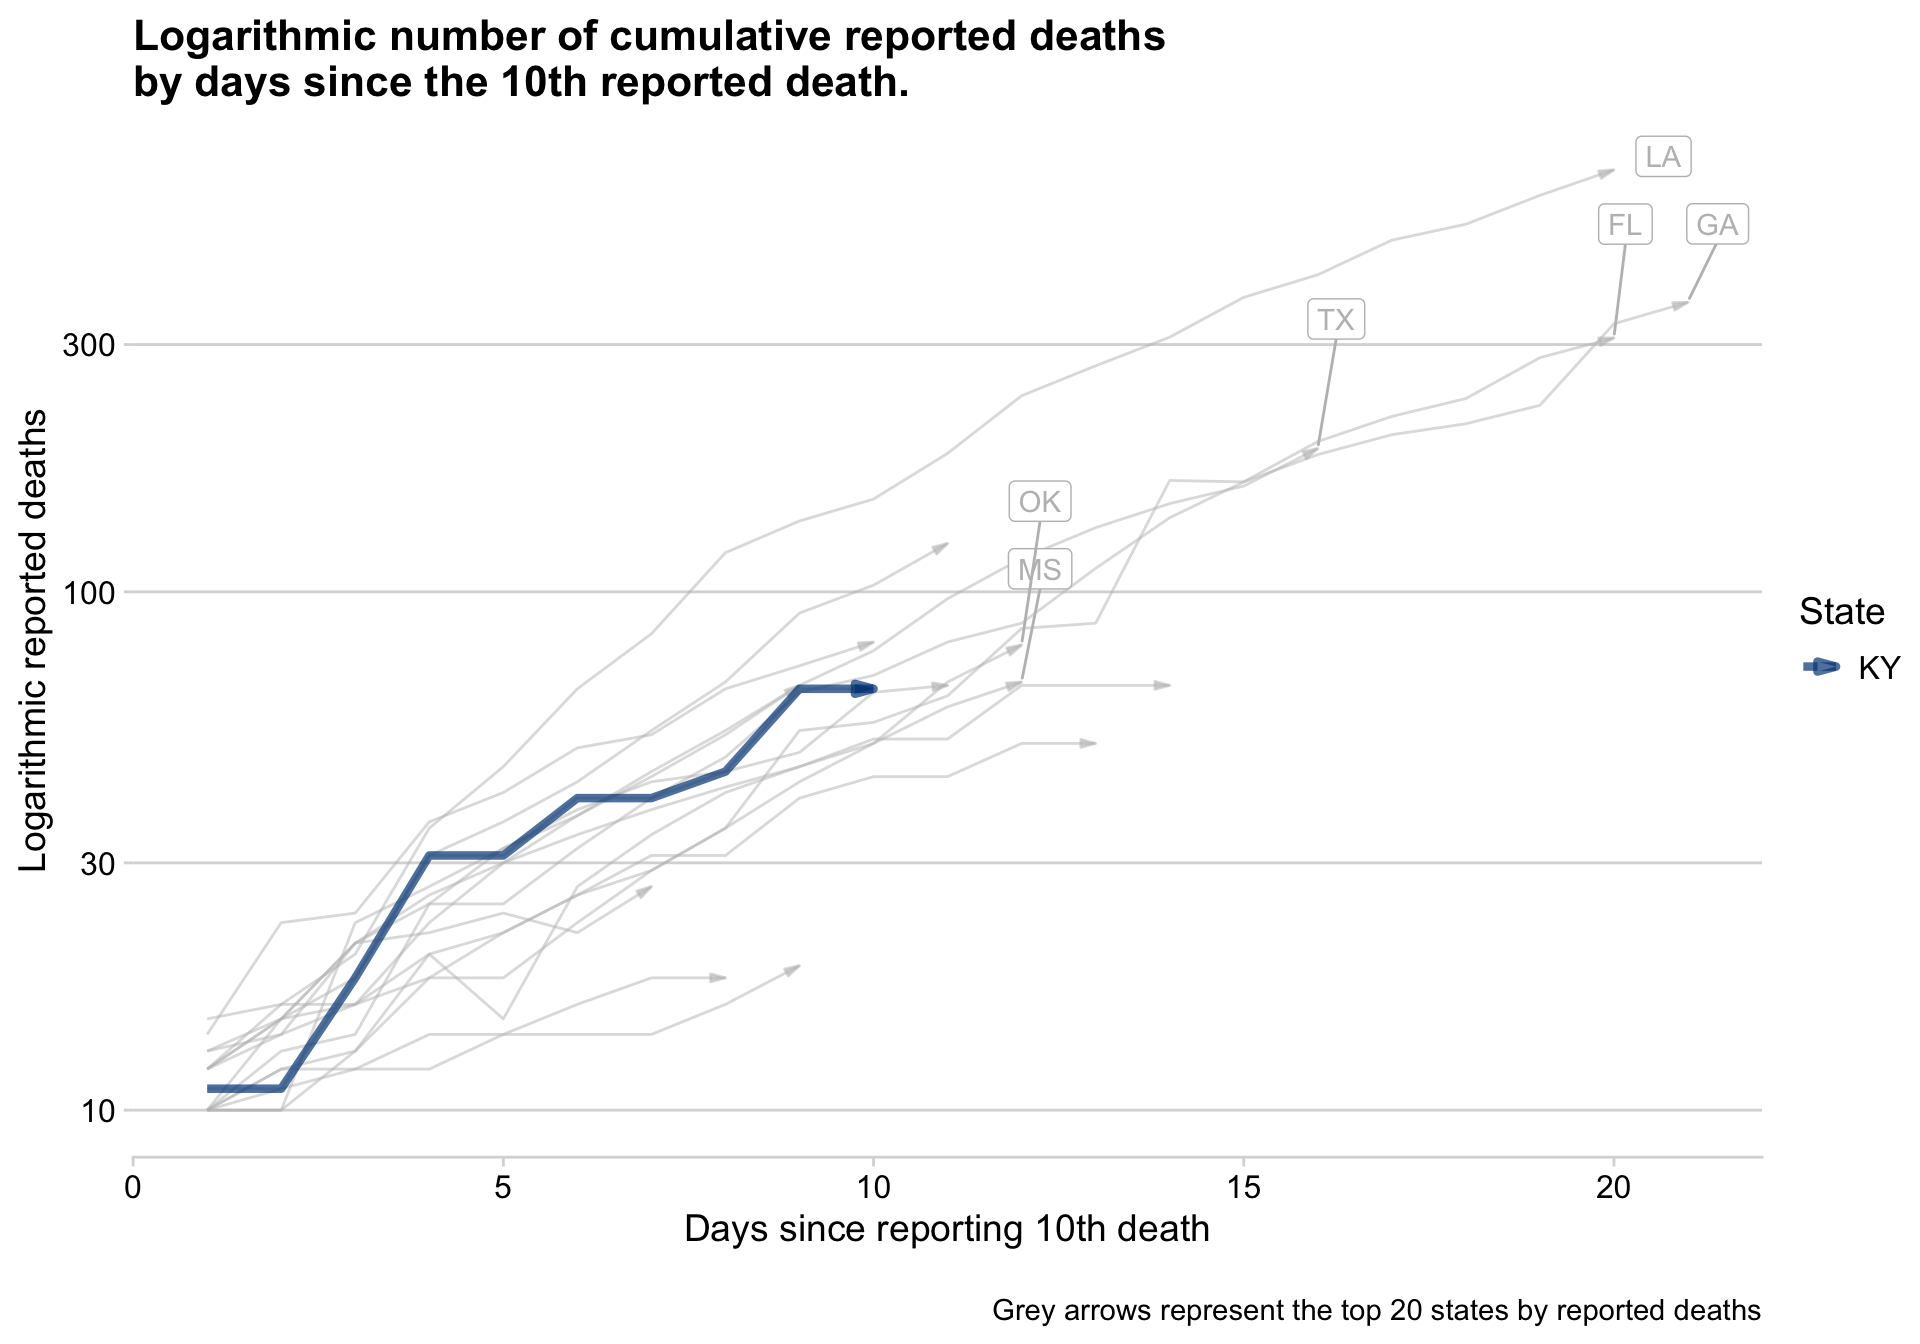 Logarithmic number of cumulative reported deaths
by days since the 10th reported death.
LA
FL
GA
TX
OK
MS
300
100
30
10
Logarithmic reported deaths
State
KY
0
5
10
15
20
Days since reporting 10th death
Grey arrows represent the top 20 states by reported deaths